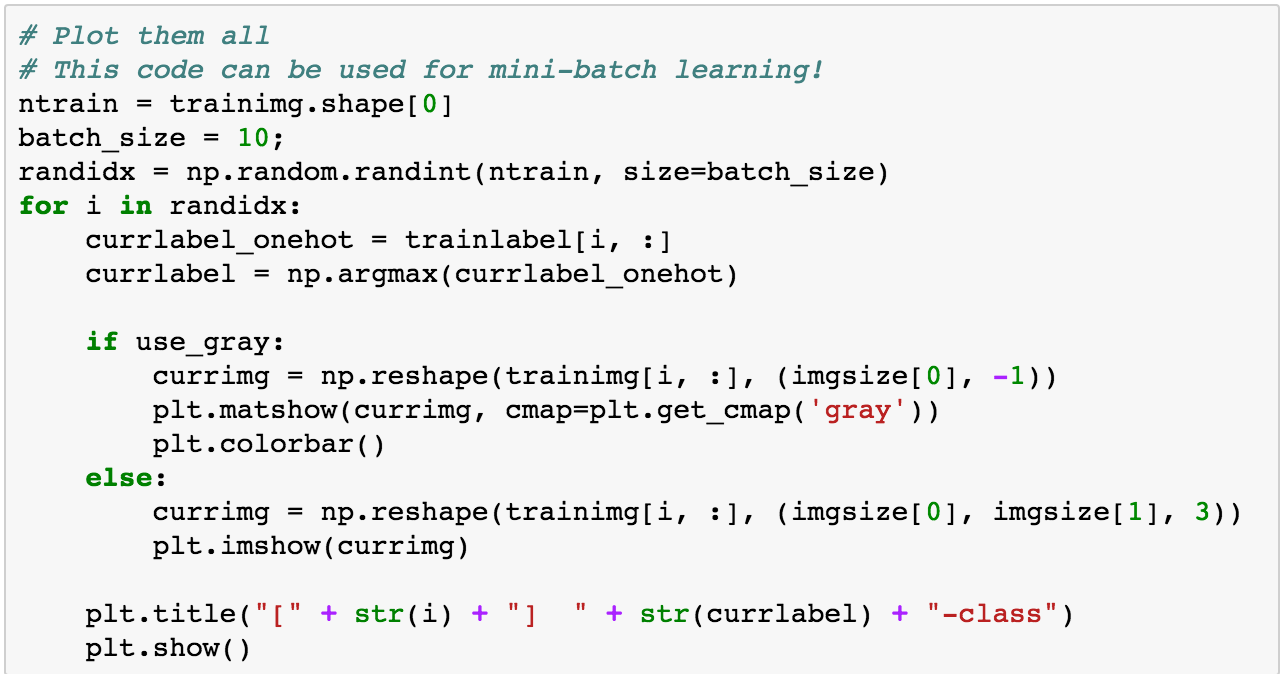 # Plot them all
# This code can be used for mini-batch learning!
ntrain = trainimg.shape[0]
batch_size = 10;
randidx = np.random.randint(ntrain, size=batch_size)
for i in randidx:
    currlabel_onehot = trainlabel[i, :]
    currlabel = np.argmax(currlabel_onehot)

    if use_gray:
        currimg = np.reshape(trainimg[i, :], (imgsize[0], -1))
        plt.matshow(currimg, cmap=plt.get_cmap('gray'))
        plt.colorbar()
    else:
        currimg = np.reshape(trainimg[i, :], (imgsize[0], imgsize[1], 3))
        plt.imshow(currimg)

    plt.title("[" + str(i) + "]  " + str(currlabel) + "-class")
    plt.show()